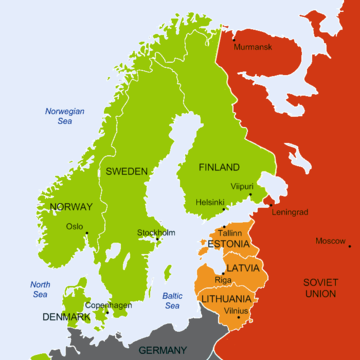 Murmansk
Norwegian
Sea
SWEDEN
FINLAND
Viipuri
NORWAY
Helsinki
Oslo
Leningrad
Stockholm
Tallinn
ESTONIA
Moscow
LATVIA
Riga
North
Sea
Baltic
Sea
SOVIET
UNION
LITHUANIA
Copenhagen
Vilnius
DENMARK
GERMANY